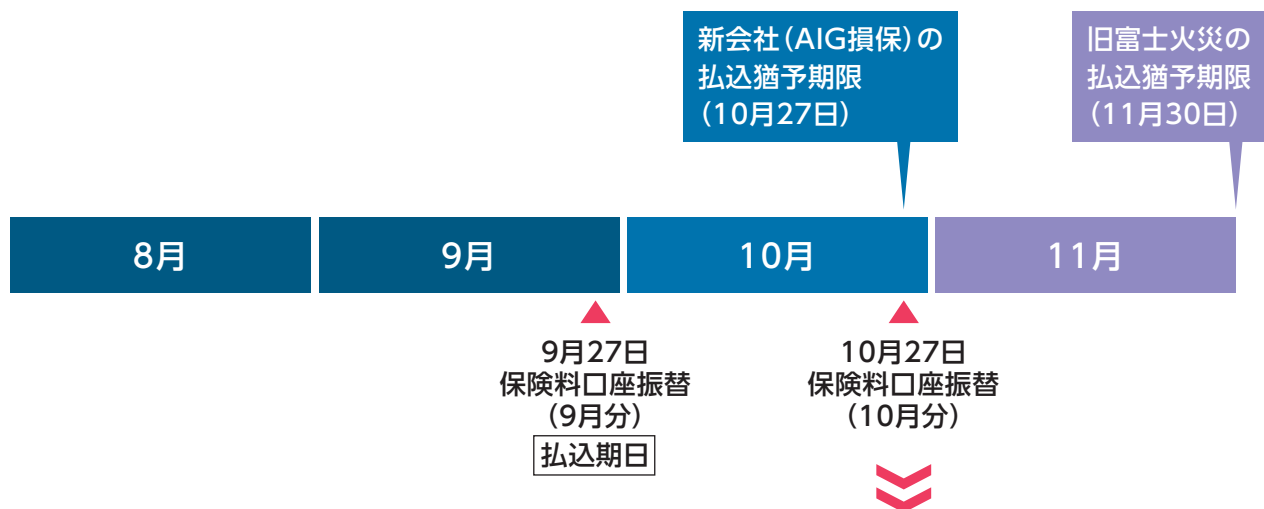 新会社（AIG損保）の
払込猶予期限
（10月27日）
旧富士火災の
払込猶予期限
（11月30日）
8月
9月
10月
11月
9月27日
保険料口座振替
（9月分）
払込期日
10月27日
保険料口座振替
（10月分）